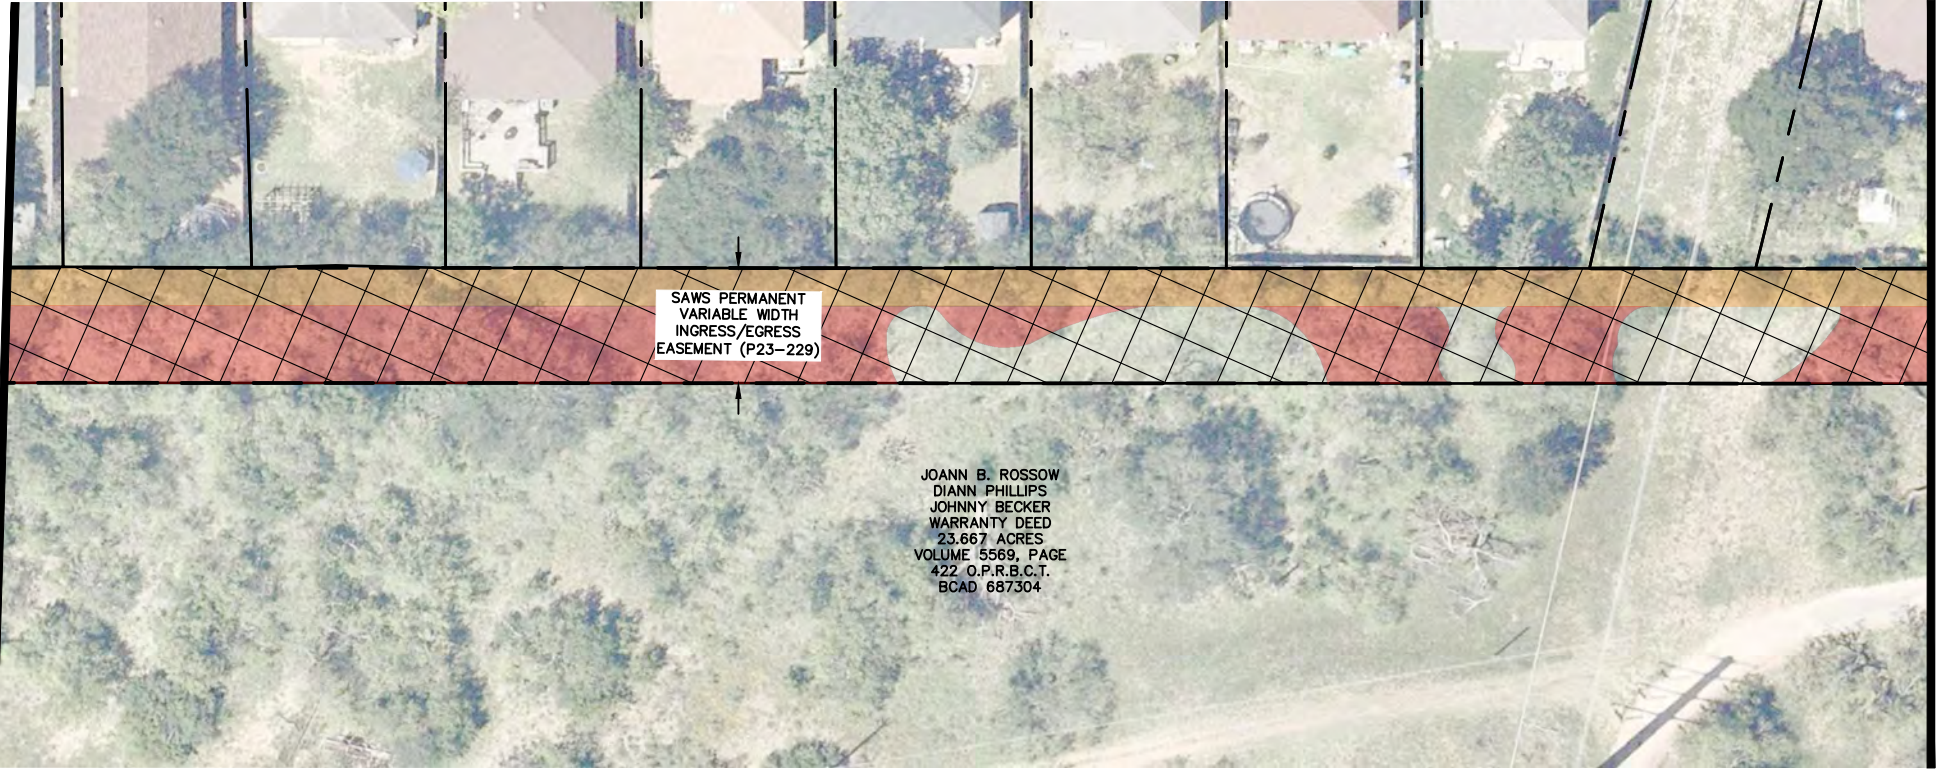 SAWS PERMANENT
VARIABLE WIDTH
INGRESS/EGRESS
EASEMENT (P23-229)
JOANN B. ROSSOW
DIANN PHILLIPS
JOHNNY BECKER
WARRANTY DEED
23.667 ACRES
VOLUME 5569, PAGE
422 O.P.R.B.C.T.
BCAD 687304